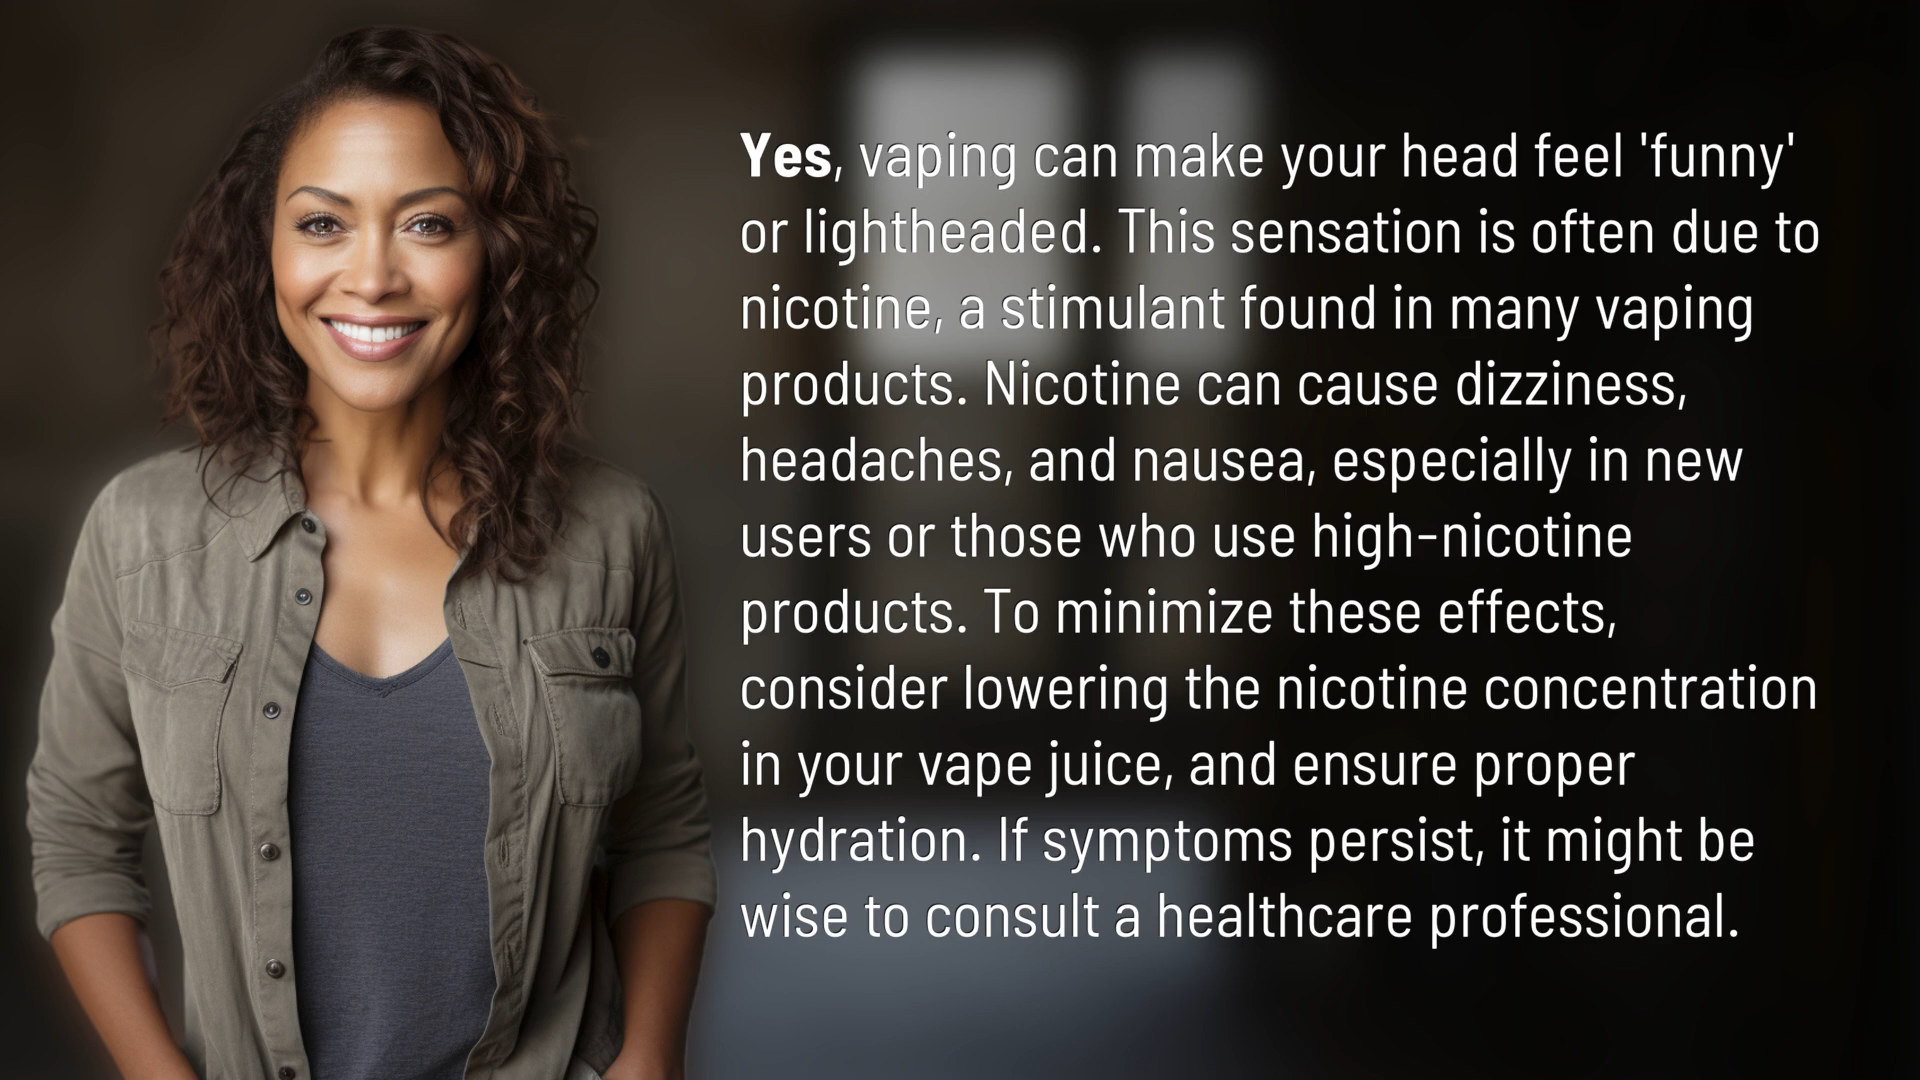 Yes, vaping can make your head feel 'funny'
or lightheaded. This sensation is often due to
nicotine, a stimulant found in many vaping
products. Nicotine can cause dizziness,
headaches, and nausea, especially in new
users or those who use high-nicotine
products. To minimize these effects,
consider lowering the nicotine concentration
in your vape juice, and ensure proper
hydration. If symptoms persist, it might be
wise to consult a healthcare professional.